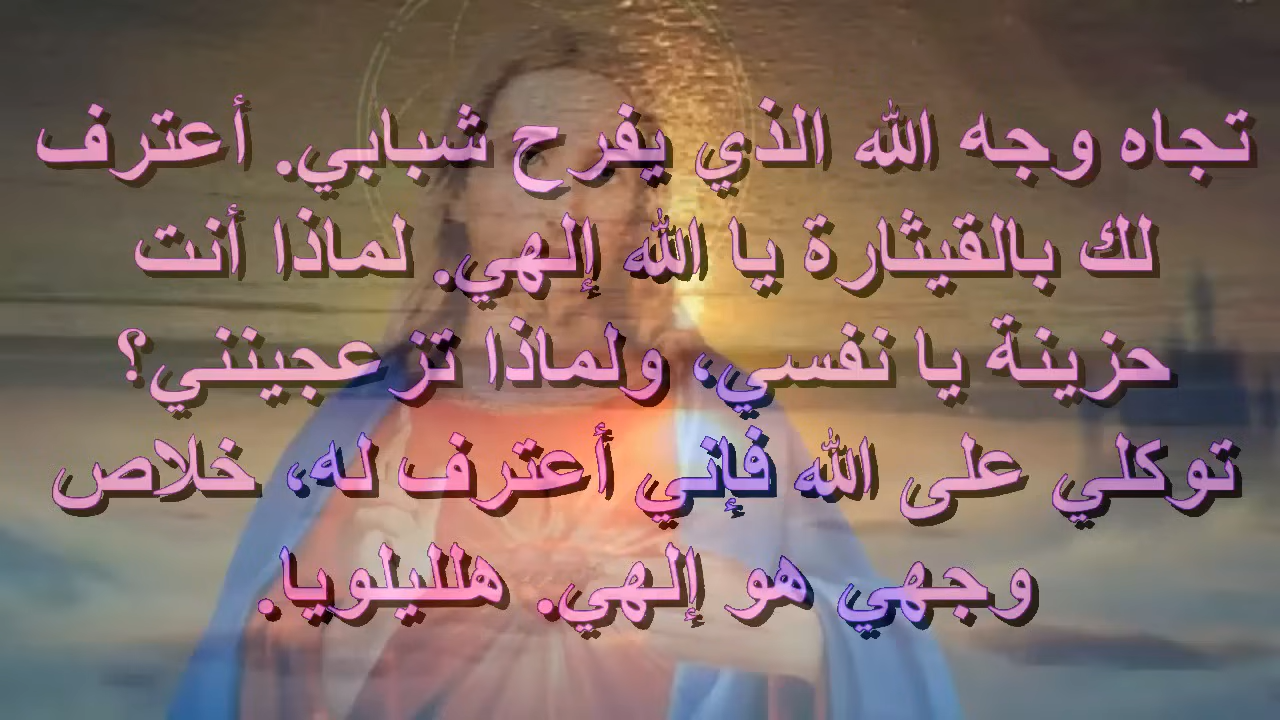 تجاه وجه الله الذي يفرح شبابي. أعترف
لك بالقيثارة يا الله إلهي. لماذا أنت
حزينة يا نفسي، ولماذا تزعجينني؟
توكلي على الله فإني أعترف له، خلاص
وجهي هو إلهي. هلليلويا.